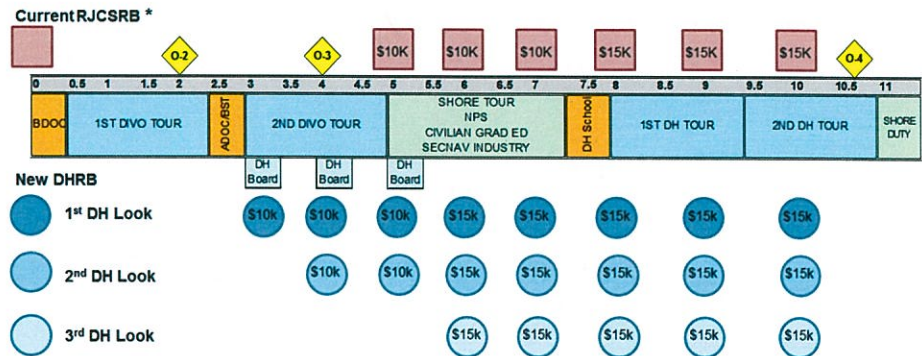 Current RJCSRB *
O-2
O-3
$10K $10K $10K $15K $15K $15K
O-4
0 0.5 1 1.5 2 2.5 3 3.5 4 4.5 5 5.5 6 6.5 7 7.5 8 8.5 9 9.5 10 10.5 11
BDOC
1ST DIVO TOUR
ADOC/BST
2ND DIVO TOUR
SHORE TOUR
NPS
CIVILIAN GRAD ED
SECNAV INDUSTRY
DH School
1ST DH TOUR
2ND DH TOUR
SHORE
DUTY
DH
Board
DH
Board
DH
Board
New DHRB
1st DH Look
$10k $10k $10k $15k $15k $15k $15k $15k
2nd DH Look
$10k $10k $15k $15k $15k $15k $15k
3rd DH Look
$15k $15k $15k $15k $15k